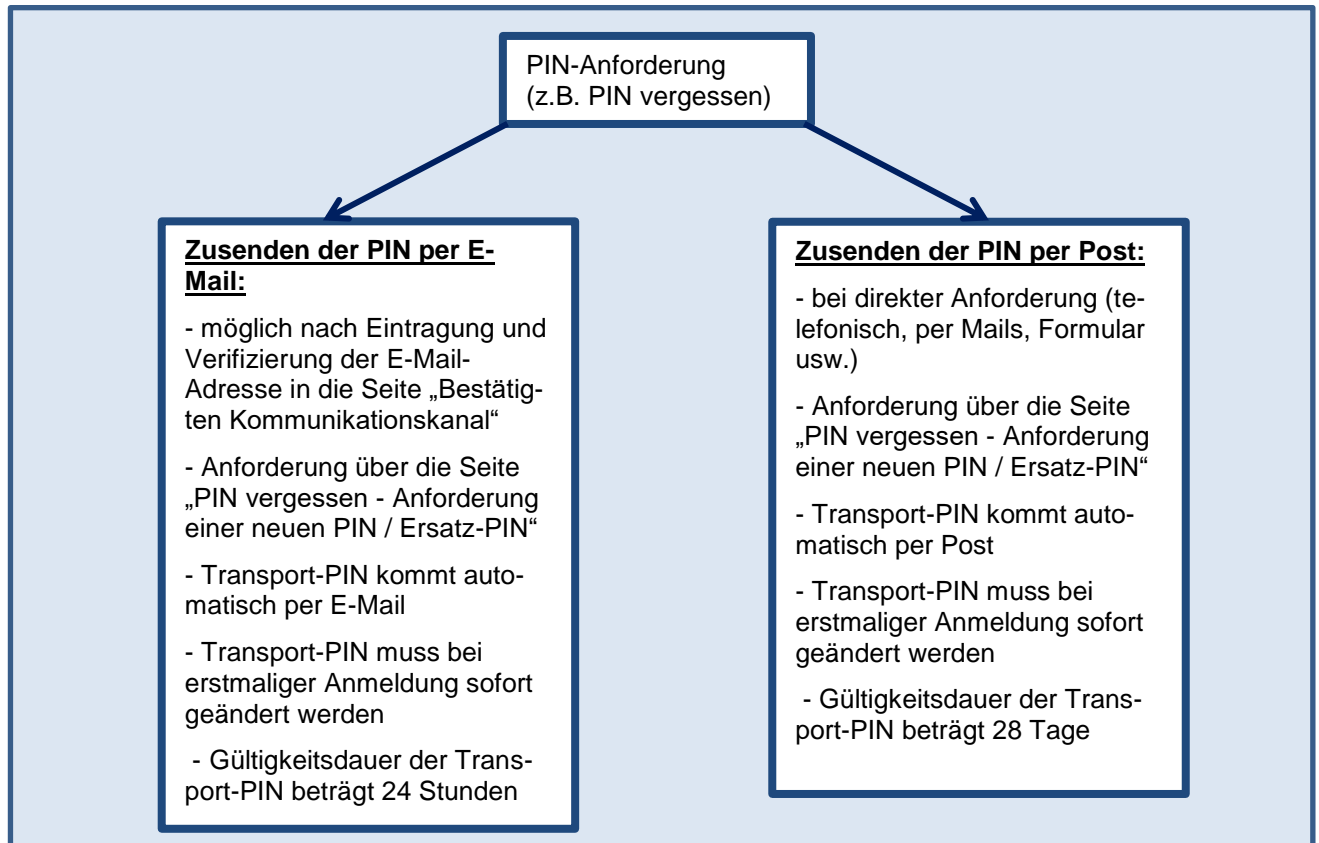 PIN-Anforderung
(z.B. PIN vergessen)
Zusenden der PIN per E-
Mail:
- möglich nach Eintragung und
Verifizierung der E-Mail-
Adresse in die Seite „Bestätig-
ten Kommunikationskanal“
- Anforderung über die Seite
„PIN vergessen - Anforderung
einer neuen PIN / Ersatz-PIN“
- Transport-PIN kommt auto-
matisch per E-Mail
- Transport-PIN muss bei
erstmaliger Anmeldung sofort
geändert werden
- Gültigkeitsdauer der Trans-
port-PIN beträgt 24 Stunden
Zusenden der PIN per Post:
- bei direkter Anforderung (te-
lefonisch, per Mails, Formular
usw.)
- Anforderung über die Seite
„PIN vergessen - Anforderung
einer neuen PIN / Ersatz-PIN“
- Transport-PIN kommt auto-
matisch per Post
- Transport-PIN muss bei
erstmaliger Anmeldung sofort
geändert werden
- Gültigkeitsdauer der Trans-
port-PIN beträgt 28 Tage